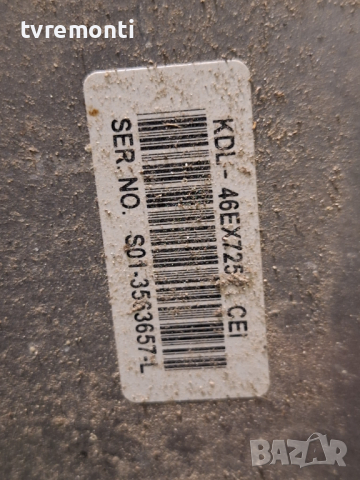 tvremonti
KDL - 46EX725 CEI
SER. NO. S01-3563657-L
BAZAR